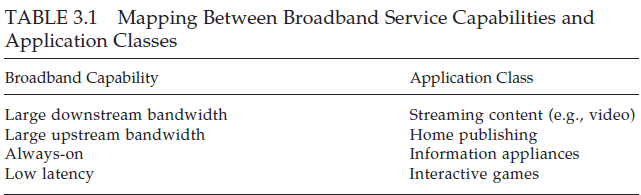 TABLE 3.1 Mapping Between Broadband Service Capabilities and
Application Classes
Broadband Capability Application Class
Large downstream bandwidth Streaming content (e.g., video)
Large upstream bandwidth Home publishing
Always-on Information appliances
Low latency Interactive games